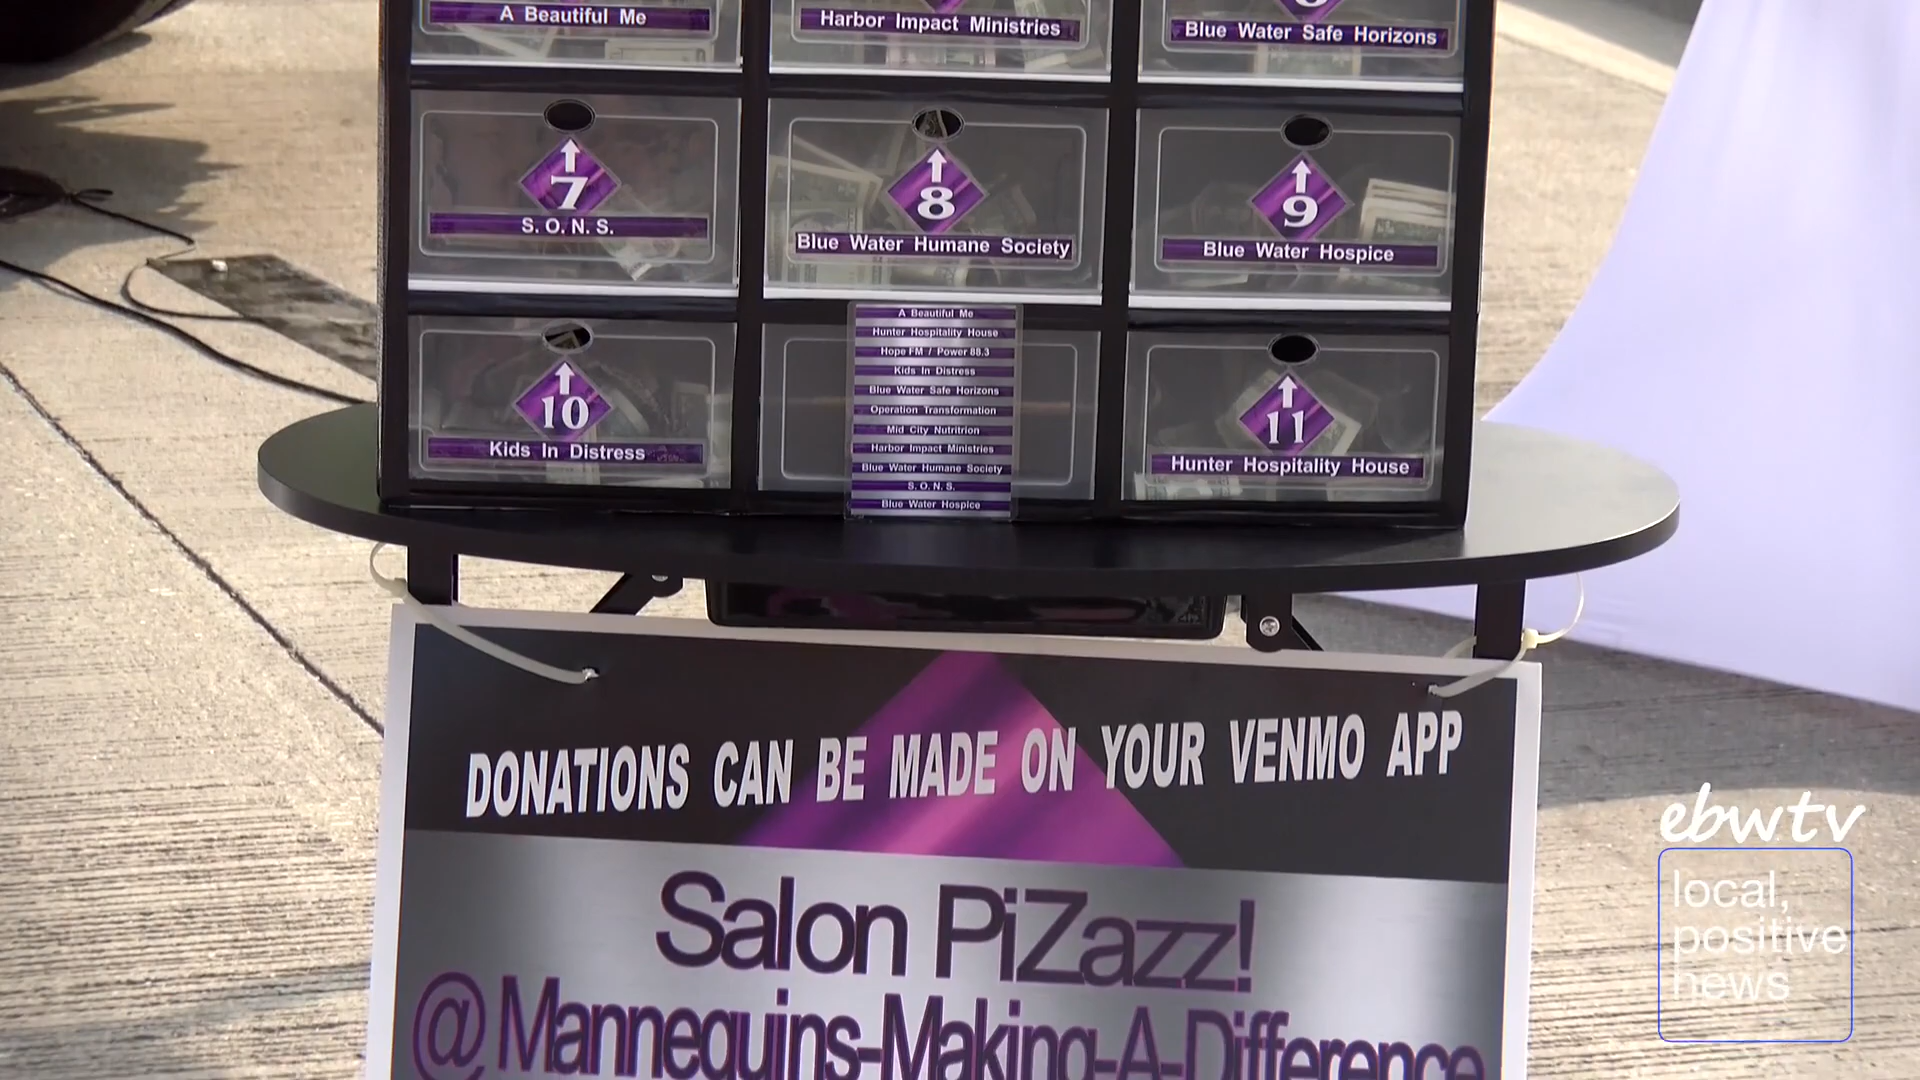 A Beautiful Me
Harbor Impact Ministries
Blue Water Safe Horizons
7
S. O. N. S.
8
Blue Water Humane Society
9
Blue Water Hospice
10
Kids In Distress
A Beautiful Me
Hunter Hospitality House
Hope FM / Power 88.3
Kids In Distress
Blue Water Safe Horizons
Operation Transformation
Mid City Nutrition
Harbor Impact Ministries
Blue Water Humane Society
S. O. N. S.
Blue Water Hospice
11
Hunter Hospitality House
DONATIONS CAN BE MADE ON YOUR VENMO APP
Salon PiZazz!
@Mannequins-Making-A-Difference
ebwtv
local,
positive
news